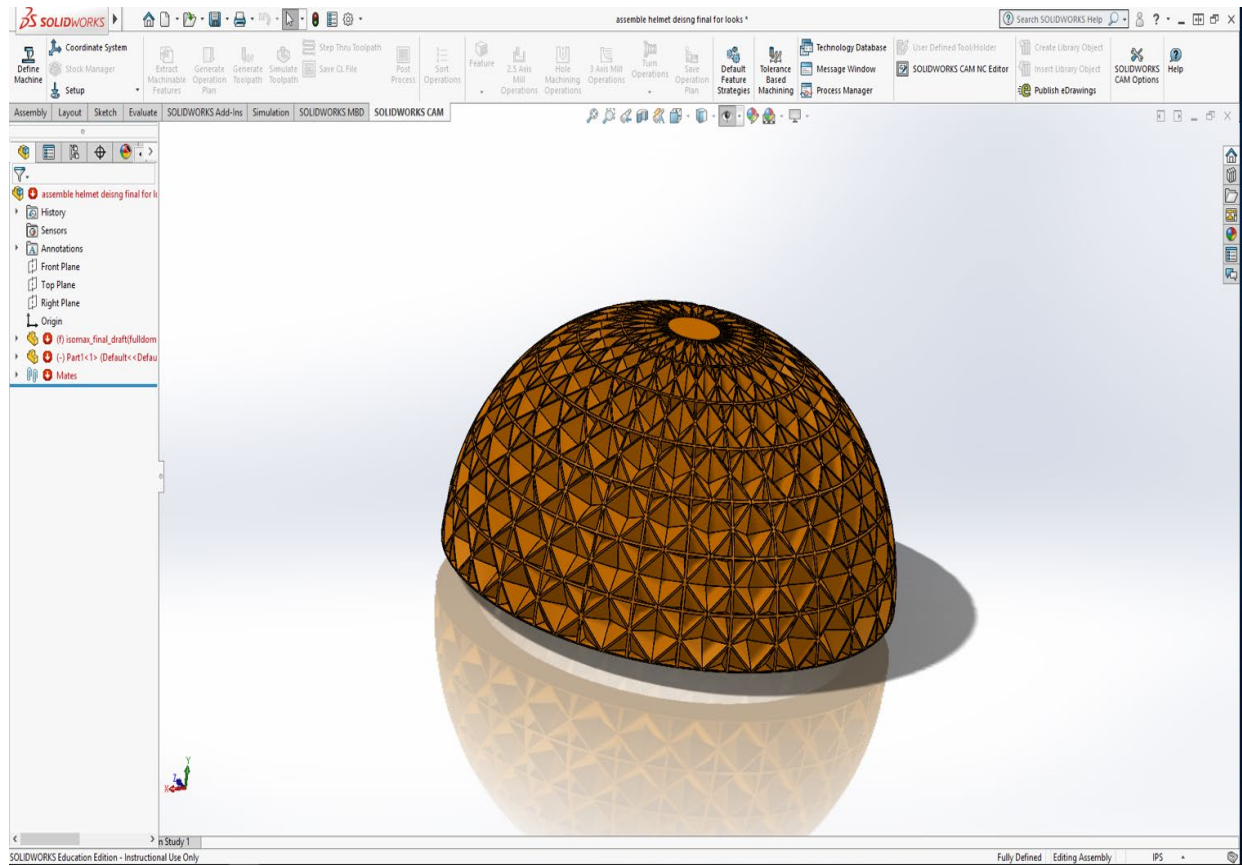 SOLIDWORKS
assemble helmet deisng final for looks *
Search SOLIDWORKS Help
Define Machine
Coordinate System
Stock Manager
Setup
Extract Machinable Features
Generate Operation Plan
Generate Toolpath
Simulate Toolpath
Step Thru Toolpath
Save CL File
Post Process
Sort Operations
Feature
2.5 Axis Mill Operations
Hole Machining Operations
3 Axis Mill Operations
Turn Operations
Save Operation Plan
Default Feature Strategies
Tolerance Based Machining
Technology Database
Message Window
Process Manager
User Defined Tool/Holder
SOLIDWORKS CAM NC Editor
Create Library Object
Insert Library Object
Publish eDrawings
SOLIDWORKS CAM Options
Help
Assembly Layout Sketch Evaluate SOLIDWORKS Add-Ins Simulation SOLIDWORKS MBD SOLIDWORKS CAM
assemble helmet deisng final for lo
History
Sensors
Annotations
Front Plane
Top Plane
Right Plane
Origin
(f) isomax_final_draft(fulldom
(-) Part1<1> (Default<<Defau
Mates
Y
Z
X
n Study 1
SOLIDWORKS Education Edition - Instructional Use Only
Fully Defined Editing Assembly IPS